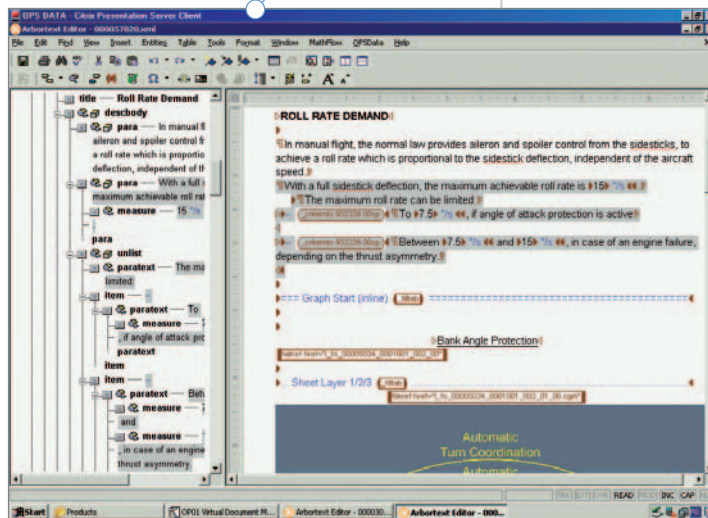 OPS DATA - Citrix Presentation Server Client
Arbortext Editor - 000057820.xml
File Edit Find View Insert Entities Table Tools Format Window MathFlow OPSData Help
title — Roll Rate Demand
descbody
para — In manual fl
aileron and spoiler control fr
a roll rate which is proportio
deflection, independent of th
para — With a full s
maximum achievable roll rat
measure — 15 °/s
para
unlist
paratext — The ma
limited
item
paratext — To
measure —
, if angle of attack pro
paratext
item
item
paratext — Betw
measure —
and
measure —
, in case of an engine
thrust asymmetry
ROLL RATE DEMAND
In manual flight, the normal law provides aileron and spoiler control from the sidesticks, to
achieve a roll rate which is proportional to the sidestick deflection, independent of the aircraft
speed.
With a full sidestick deflection, the maximum achievable roll rate is 15 °/s .
The maximum roll rate can be limited:
To 7.5 °/s , if angle of attack protection is active
Between 7.5 °/s and 15 °/s , in case of an engine failure,
depending on the thrust asymmetry.
=== Graph Start (inline)
Bank Angle Protection
Sheet Layer 1/2/3
Automatic
Turn Coordination
Automatic
READ INC CAP
Start Products OP01 Virtual Document M... Arbortext Editor - 000030... Arbortext Editor - 000...